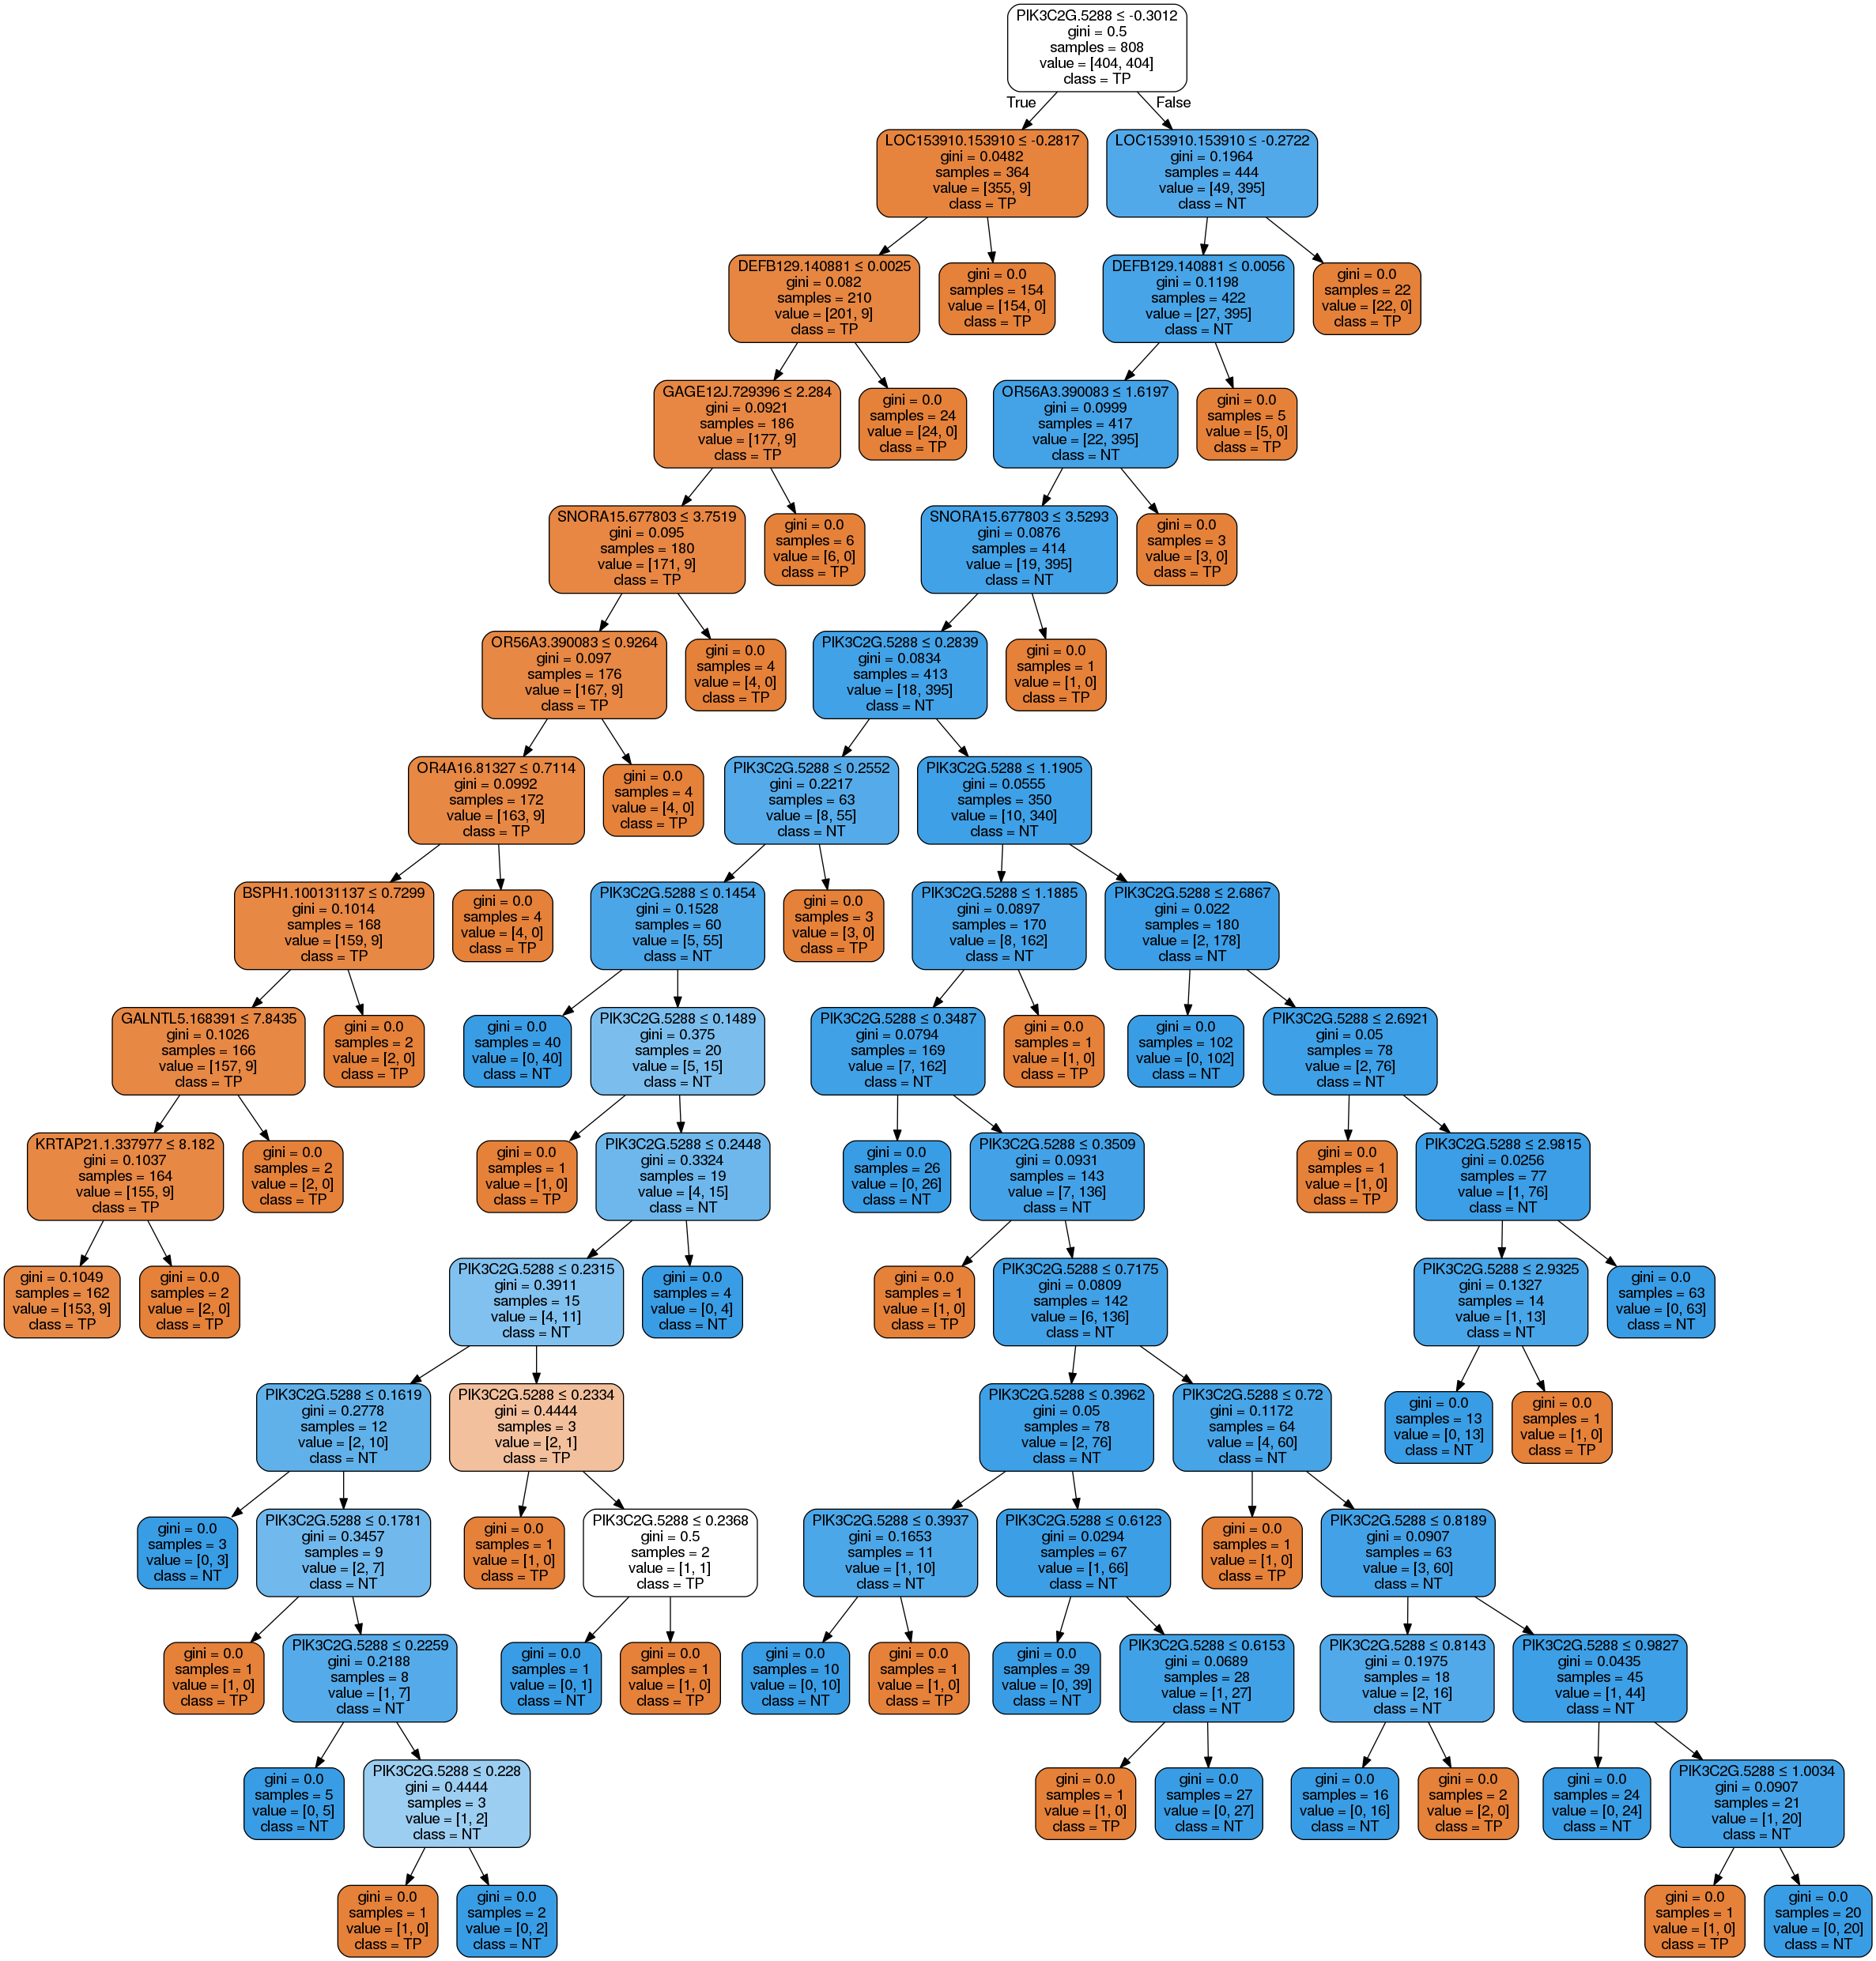 PIK3C2G.5288 ≤ -0.3012
gini = 0.5
samples = 808
value = [404, 404]
class = TP
True
False
LOC153910.153910 ≤ -0.2817
gini = 0.0482
samples = 364
value = [355, 9]
class = TP
LOC153910.153910 ≤ -0.2722
gini = 0.1964
samples = 444
value = [49, 395]
class = NT
DEFB129.140881 ≤ 0.0025
gini = 0.082
samples = 210
value = [201, 9]
class = TP
gini = 0.0
samples = 154
value = [154, 0]
class = TP
DEFB129.140881 ≤ 0.0056
gini = 0.1198
samples = 422
value = [27, 395]
class = NT
gini = 0.0
samples = 22
value = [22, 0]
class = TP
GAGE12J.729396 ≤ 2.284
gini = 0.0921
samples = 186
value = [177, 9]
class = TP
gini = 0.0
samples = 24
value = [24, 0]
class = TP
OR56A3.390083 ≤ 1.6197
gini = 0.0999
samples = 417
value = [22, 395]
class = NT
gini = 0.0
samples = 5
value = [5, 0]
class = TP
SNORA15.677803 ≤ 3.7519
gini = 0.095
samples = 180
value = [171, 9]
class = TP
gini = 0.0
samples = 6
value = [6, 0]
class = TP
SNORA15.677803 ≤ 3.5293
gini = 0.0876
samples = 414
value = [19, 395]
class = NT
gini = 0.0
samples = 3
value = [3, 0]
class = TP
OR56A3.390083 ≤ 0.9264
gini = 0.097
samples = 176
value = [167, 9]
class = TP
gini = 0.0
samples = 4
value = [4, 0]
class = TP
PIK3C2G.5288 ≤ 0.2839
gini = 0.0834
samples = 413
value = [18, 395]
class = NT
gini = 0.0
samples = 1
value = [1, 0]
class = TP
OR4A16.81327 ≤ 0.7114
gini = 0.0992
samples = 172
value = [163, 9]
class = TP
gini = 0.0
samples = 4
value = [4, 0]
class = TP
PIK3C2G.5288 ≤ 0.2552
gini = 0.2217
samples = 63
value = [8, 55]
class = NT
PIK3C2G.5288 ≤ 1.1905
gini = 0.0555
samples = 350
value = [10, 340]
class = NT
BSPH1.100131137 ≤ 0.7299
gini = 0.1014
samples = 168
value = [159, 9]
class = TP
gini = 0.0
samples = 4
value = [4, 0]
class = TP
PIK3C2G.5288 ≤ 0.1454
gini = 0.1528
samples = 60
value = [5, 55]
class = NT
gini = 0.0
samples = 3
value = [3, 0]
class = TP
PIK3C2G.5288 ≤ 1.1885
gini = 0.0897
samples = 170
value = [8, 162]
class = NT
PIK3C2G.5288 ≤ 2.6867
gini = 0.022
samples = 180
value = [2, 178]
class = NT
GALNTL5.168391 ≤ 7.8435
gini = 0.1026
samples = 166
value = [157, 9]
class = TP
gini = 0.0
samples = 2
value = [2, 0]
class = TP
gini = 0.0
samples = 40
value = [0, 40]
class = NT
PIK3C2G.5288 ≤ 0.1489
gini = 0.375
samples = 20
value = [5, 15]
class = NT
PIK3C2G.5288 ≤ 0.3487
gini = 0.0794
samples = 169
value = [7, 162]
class = NT
gini = 0.0
samples = 1
value = [1, 0]
class = TP
gini = 0.0
samples = 102
value = [0, 102]
class = NT
PIK3C2G.5288 ≤ 2.6921
gini = 0.05
samples = 78
value = [2, 76]
class = NT
KRTAP21.1.337977 ≤ 8.182
gini = 0.1037
samples = 164
value = [155, 9]
class = TP
gini = 0.0
samples = 2
value = [2, 0]
class = TP
gini = 0.0
samples = 1
value = [1, 0]
class = TP
PIK3C2G.5288 ≤ 0.2448
gini = 0.3324
samples = 19
value = [4, 15]
class = NT
gini = 0.0
samples = 26
value = [0, 26]
class = NT
PIK3C2G.5288 ≤ 0.3509
gini = 0.0931
samples = 143
value = [7, 136]
class = NT
gini = 0.0
samples = 1
value = [1, 0]
class = TP
PIK3C2G.5288 ≤ 2.9815
gini = 0.0256
samples = 77
value = [1, 76]
class = NT
gini = 0.1049
samples = 162
value = [153, 9]
class = TP
gini = 0.0
samples = 2
value = [2, 0]
class = TP
PIK3C2G.5288 ≤ 0.2315
gini = 0.3911
samples = 15
value = [4, 11]
class = NT
gini = 0.0
samples = 4
value = [0, 4]
class = NT
gini = 0.0
samples = 1
value = [1, 0]
class = TP
PIK3C2G.5288 ≤ 0.7175
gini = 0.0809
samples = 142
value = [6, 136]
class = NT
PIK3C2G.5288 ≤ 2.9325
gini = 0.1327
samples = 14
value = [1, 13]
class = NT
gini = 0.0
samples = 63
value = [0, 63]
class = NT
PIK3C2G.5288 ≤ 0.1619
gini = 0.2778
samples = 12
value = [2, 10]
class = NT
PIK3C2G.5288 ≤ 0.2334
gini = 0.4444
samples = 3
value = [2, 1]
class = TP
PIK3C2G.5288 ≤ 0.3962
gini = 0.05
samples = 78
value = [2, 76]
class = NT
PIK3C2G.5288 ≤ 0.72
gini = 0.1172
samples = 64
value = [4, 60]
class = NT
gini = 0.0
samples = 13
value = [0, 13]
class = NT
gini = 0.0
samples = 1
value = [1, 0]
class = TP
gini = 0.0
samples = 3
value = [0, 3]
class = NT
PIK3C2G.5288 ≤ 0.1781
gini = 0.3457
samples = 9
value = [2, 7]
class = NT
gini = 0.0
samples = 1
value = [1, 0]
class = TP
PIK3C2G.5288 ≤ 0.2368
gini = 0.5
samples = 2
value = [1, 1]
class = TP
PIK3C2G.5288 ≤ 0.3937
gini = 0.1653
samples = 11
value = [1, 10]
class = NT
PIK3C2G.5288 ≤ 0.6123
gini = 0.0294
samples = 67
value = [1, 66]
class = NT
gini = 0.0
samples = 1
value = [1, 0]
class = TP
PIK3C2G.5288 ≤ 0.8189
gini = 0.0907
samples = 63
value = [3, 60]
class = NT
gini = 0.0
samples = 1
value = [1, 0]
class = TP
PIK3C2G.5288 ≤ 0.2259
gini = 0.2188
samples = 8
value = [1, 7]
class = NT
gini = 0.0
samples = 1
value = [0, 1]
class = NT
gini = 0.0
samples = 1
value = [1, 0]
class = TP
gini = 0.0
samples = 10
value = [0, 10]
class = NT
gini = 0.0
samples = 1
value = [1, 0]
class = TP
gini = 0.0
samples = 39
value = [0, 39]
class = NT
PIK3C2G.5288 ≤ 0.6153
gini = 0.0689
samples = 28
value = [1, 27]
class = NT
PIK3C2G.5288 ≤ 0.8143
gini = 0.1975
samples = 18
value = [2, 16]
class = NT
PIK3C2G.5288 ≤ 0.9827
gini = 0.0435
samples = 45
value = [1, 44]
class = NT
gini = 0.0
samples = 5
value = [0, 5]
class = NT
PIK3C2G.5288 ≤ 0.228
gini = 0.4444
samples = 3
value = [1, 2]
class = NT
gini = 0.0
samples = 1
value = [1, 0]
class = TP
gini = 0.0
samples = 27
value = [0, 27]
class = NT
gini = 0.0
samples = 16
value = [0, 16]
class = NT
gini = 0.0
samples = 2
value = [2, 0]
class = TP
gini = 0.0
samples = 24
value = [0, 24]
class = NT
PIK3C2G.5288 ≤ 1.0034
gini = 0.0907
samples = 21
value = [1, 20]
class = NT
gini = 0.0
samples = 1
value = [1, 0]
class = TP
gini = 0.0
samples = 2
value = [0, 2]
class = NT
gini = 0.0
samples = 1
value = [1, 0]
class = TP
gini = 0.0
samples = 20
value = [0, 20]
class = NT